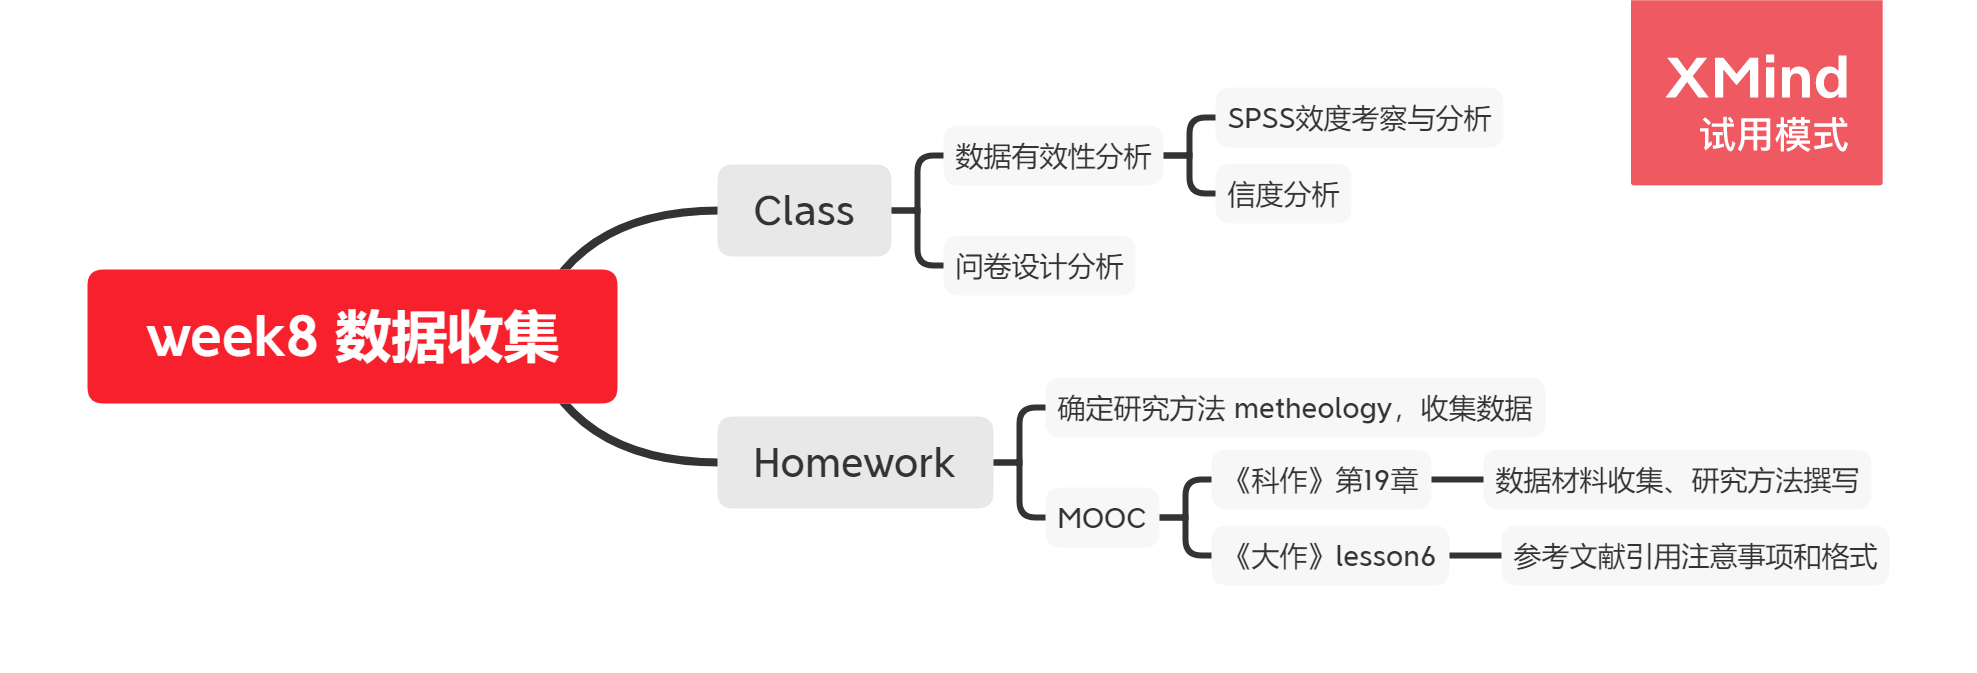 XMind
试用模式
week8 数据收集
Class
数据有效性分析
SPSS效度考察与分析
信度分析
问卷设计分析
Homework
确定研究方法 metheology，收集数据
MOOC
《科作》第19章
数据材料收集、研究方法撰写
《大作》lesson6
参考文献引用注意事项和格式